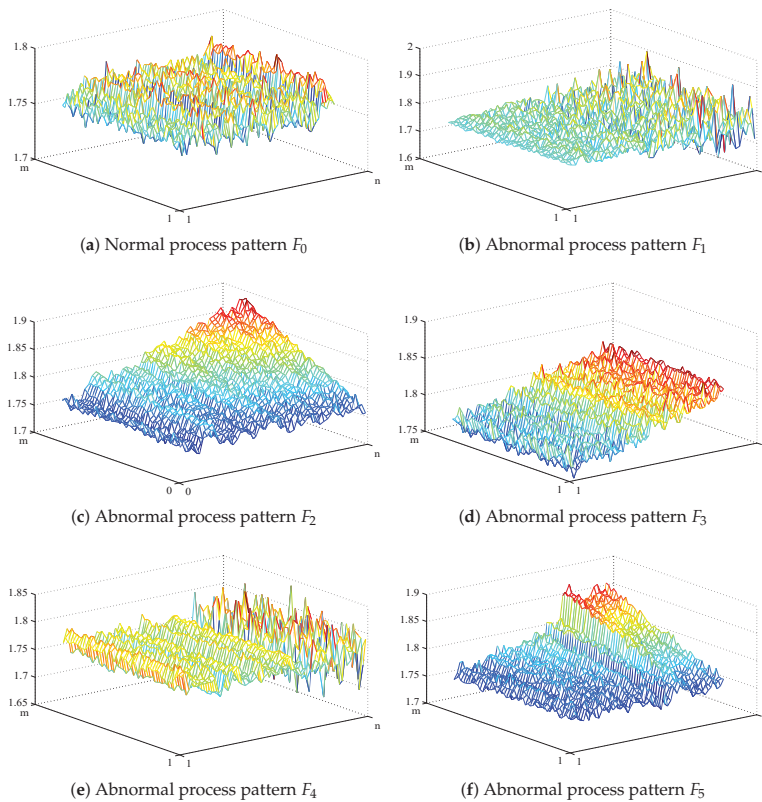 1.8
1.75
1.7
m
n
1 1
(a) Normal process pattern F0
2
1.9
1.8
1.7
1.6
m
1 1
(b) Abnormal process pattern F1
1.9
1.85
1.8
1.75
1.7
m
n
0 0
(c) Abnormal process pattern F2
1.9
1.85
1.8
1.75
m
1 1
(d) Abnormal process pattern F3
1.85
1.8
1.75
1.7
1.65
m
n
1 1
(e) Abnormal process pattern F4
1.9
1.85
1.8
1.75
1.7
m
1 1
(f) Abnormal process pattern F5